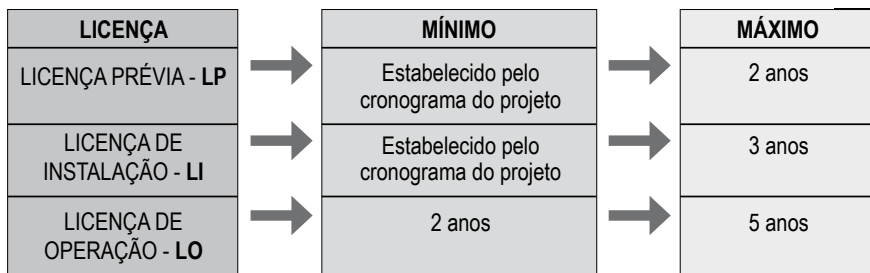 LICENÇA
MÍNIMO
MÁXIMO
LICENÇA PRÉVIA - LP
Estabelecido pelo
cronograma do projeto
2 anos
LICENÇA DE
INSTALAÇÃO - LI
Estabelecido pelo
cronograma do projeto
3 anos
LICENÇA DE
OPERAÇÃO - LO
2 anos
5 anos